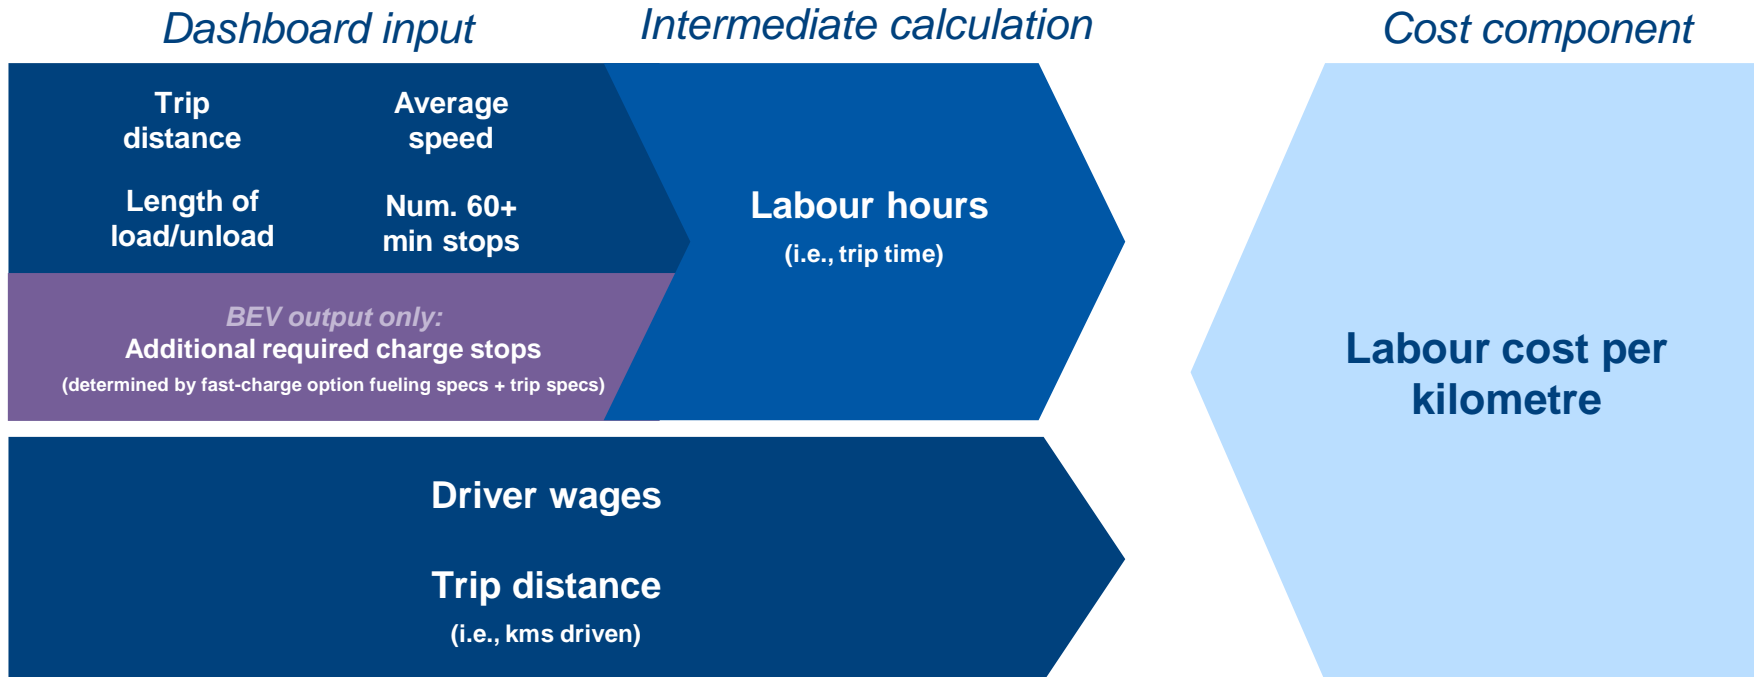 Dashboard input
Intermediate calculation
Cost component
Trip
distance
Average
speed
Length of
load/unload
Num. 60+
min stops
BEV output only:
Additional required charge stops
(determined by fast-charge option fueling specs + trip specs)
Labour hours
(i.e., trip time)
Driver wages
Trip distance
(i.e., kms driven)
Labour cost per
kilometre